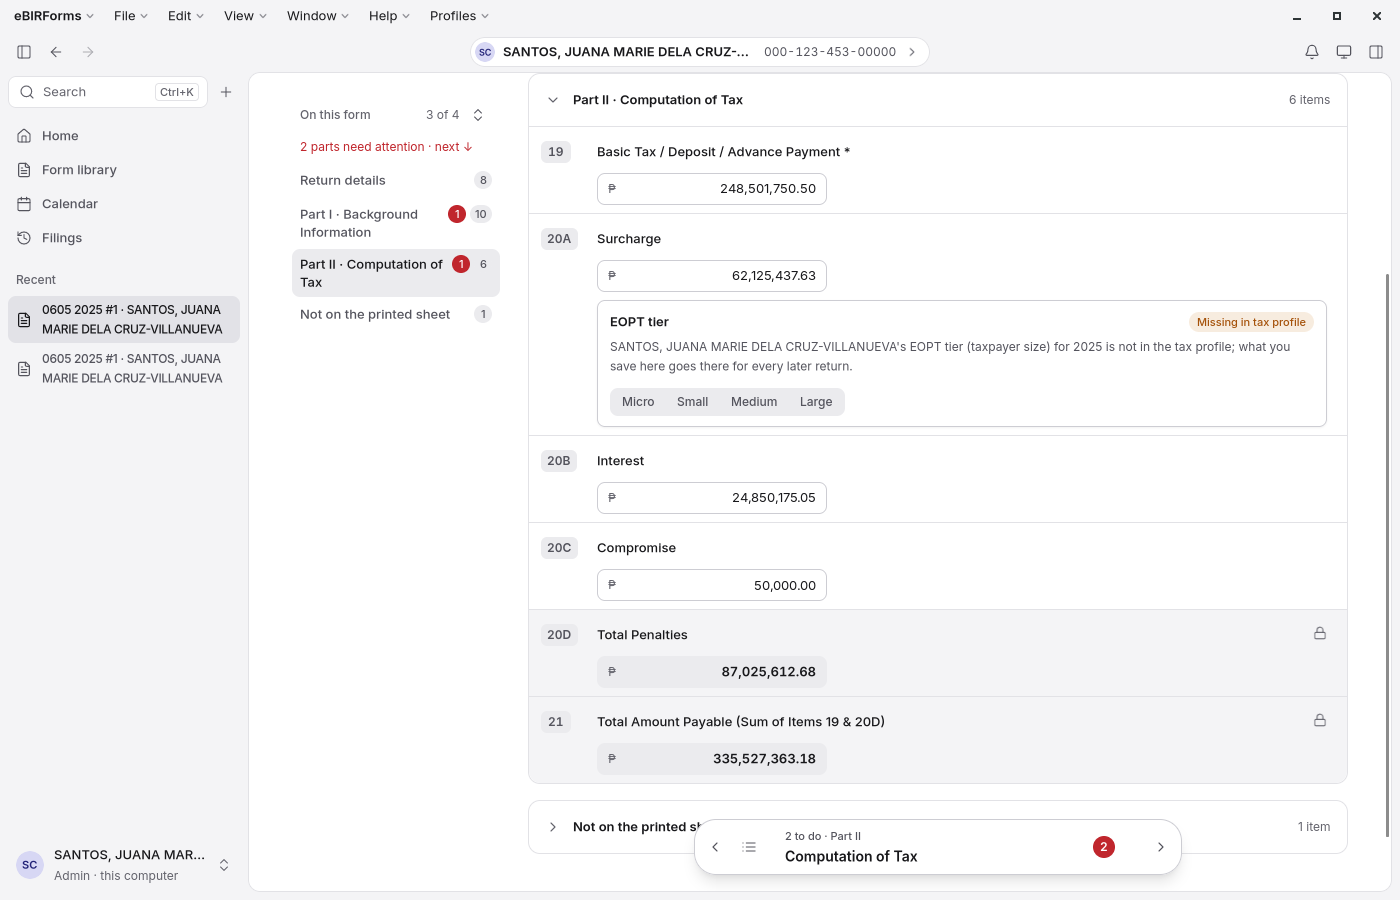 eBIRForms File Edit View Window Help Profiles
SC SANTOS, JUANA MARIE DELA CRUZ-... 000-123-453-00000
Search Ctrl+K
Home
Form library
Calendar
Filings
Recent
0605 2025 #1 · SANTOS, JUANA
MARIE DELA CRUZ-VILLANUEVA
0605 2025 #1 · SANTOS, JUANA
MARIE DELA CRUZ-VILLANUEVA
SC SANTOS, JUANA MAR...
Admin · this computer
On this form 3 of 4
2 parts need attention · next ↓
Return details 8
Part I · Background 1 10
Information
Part II · Computation of 1 6
Tax
Not on the printed sheet 1
Part II · Computation of Tax 6 items
19 Basic Tax / Deposit / Advance Payment *
₱ 248,501,750.50
20A Surcharge
₱ 62,125,437.63
EOPT tier Missing in tax profile
SANTOS, JUANA MARIE DELA CRUZ-VILLANUEVA's EOPT tier (taxpayer size) for 2025 is not in the tax profile; what you
save here goes there for every later return.
Micro Small Medium Large
20B Interest
₱ 24,850,175.05
20C Compromise
₱ 50,000.00
20D Total Penalties
₱ 87,025,612.68
21 Total Amount Payable (Sum of Items 19 & 20D)
₱ 335,527,363.18
Not on the printed 1 item
2 to do · Part II
Computation of Tax 2